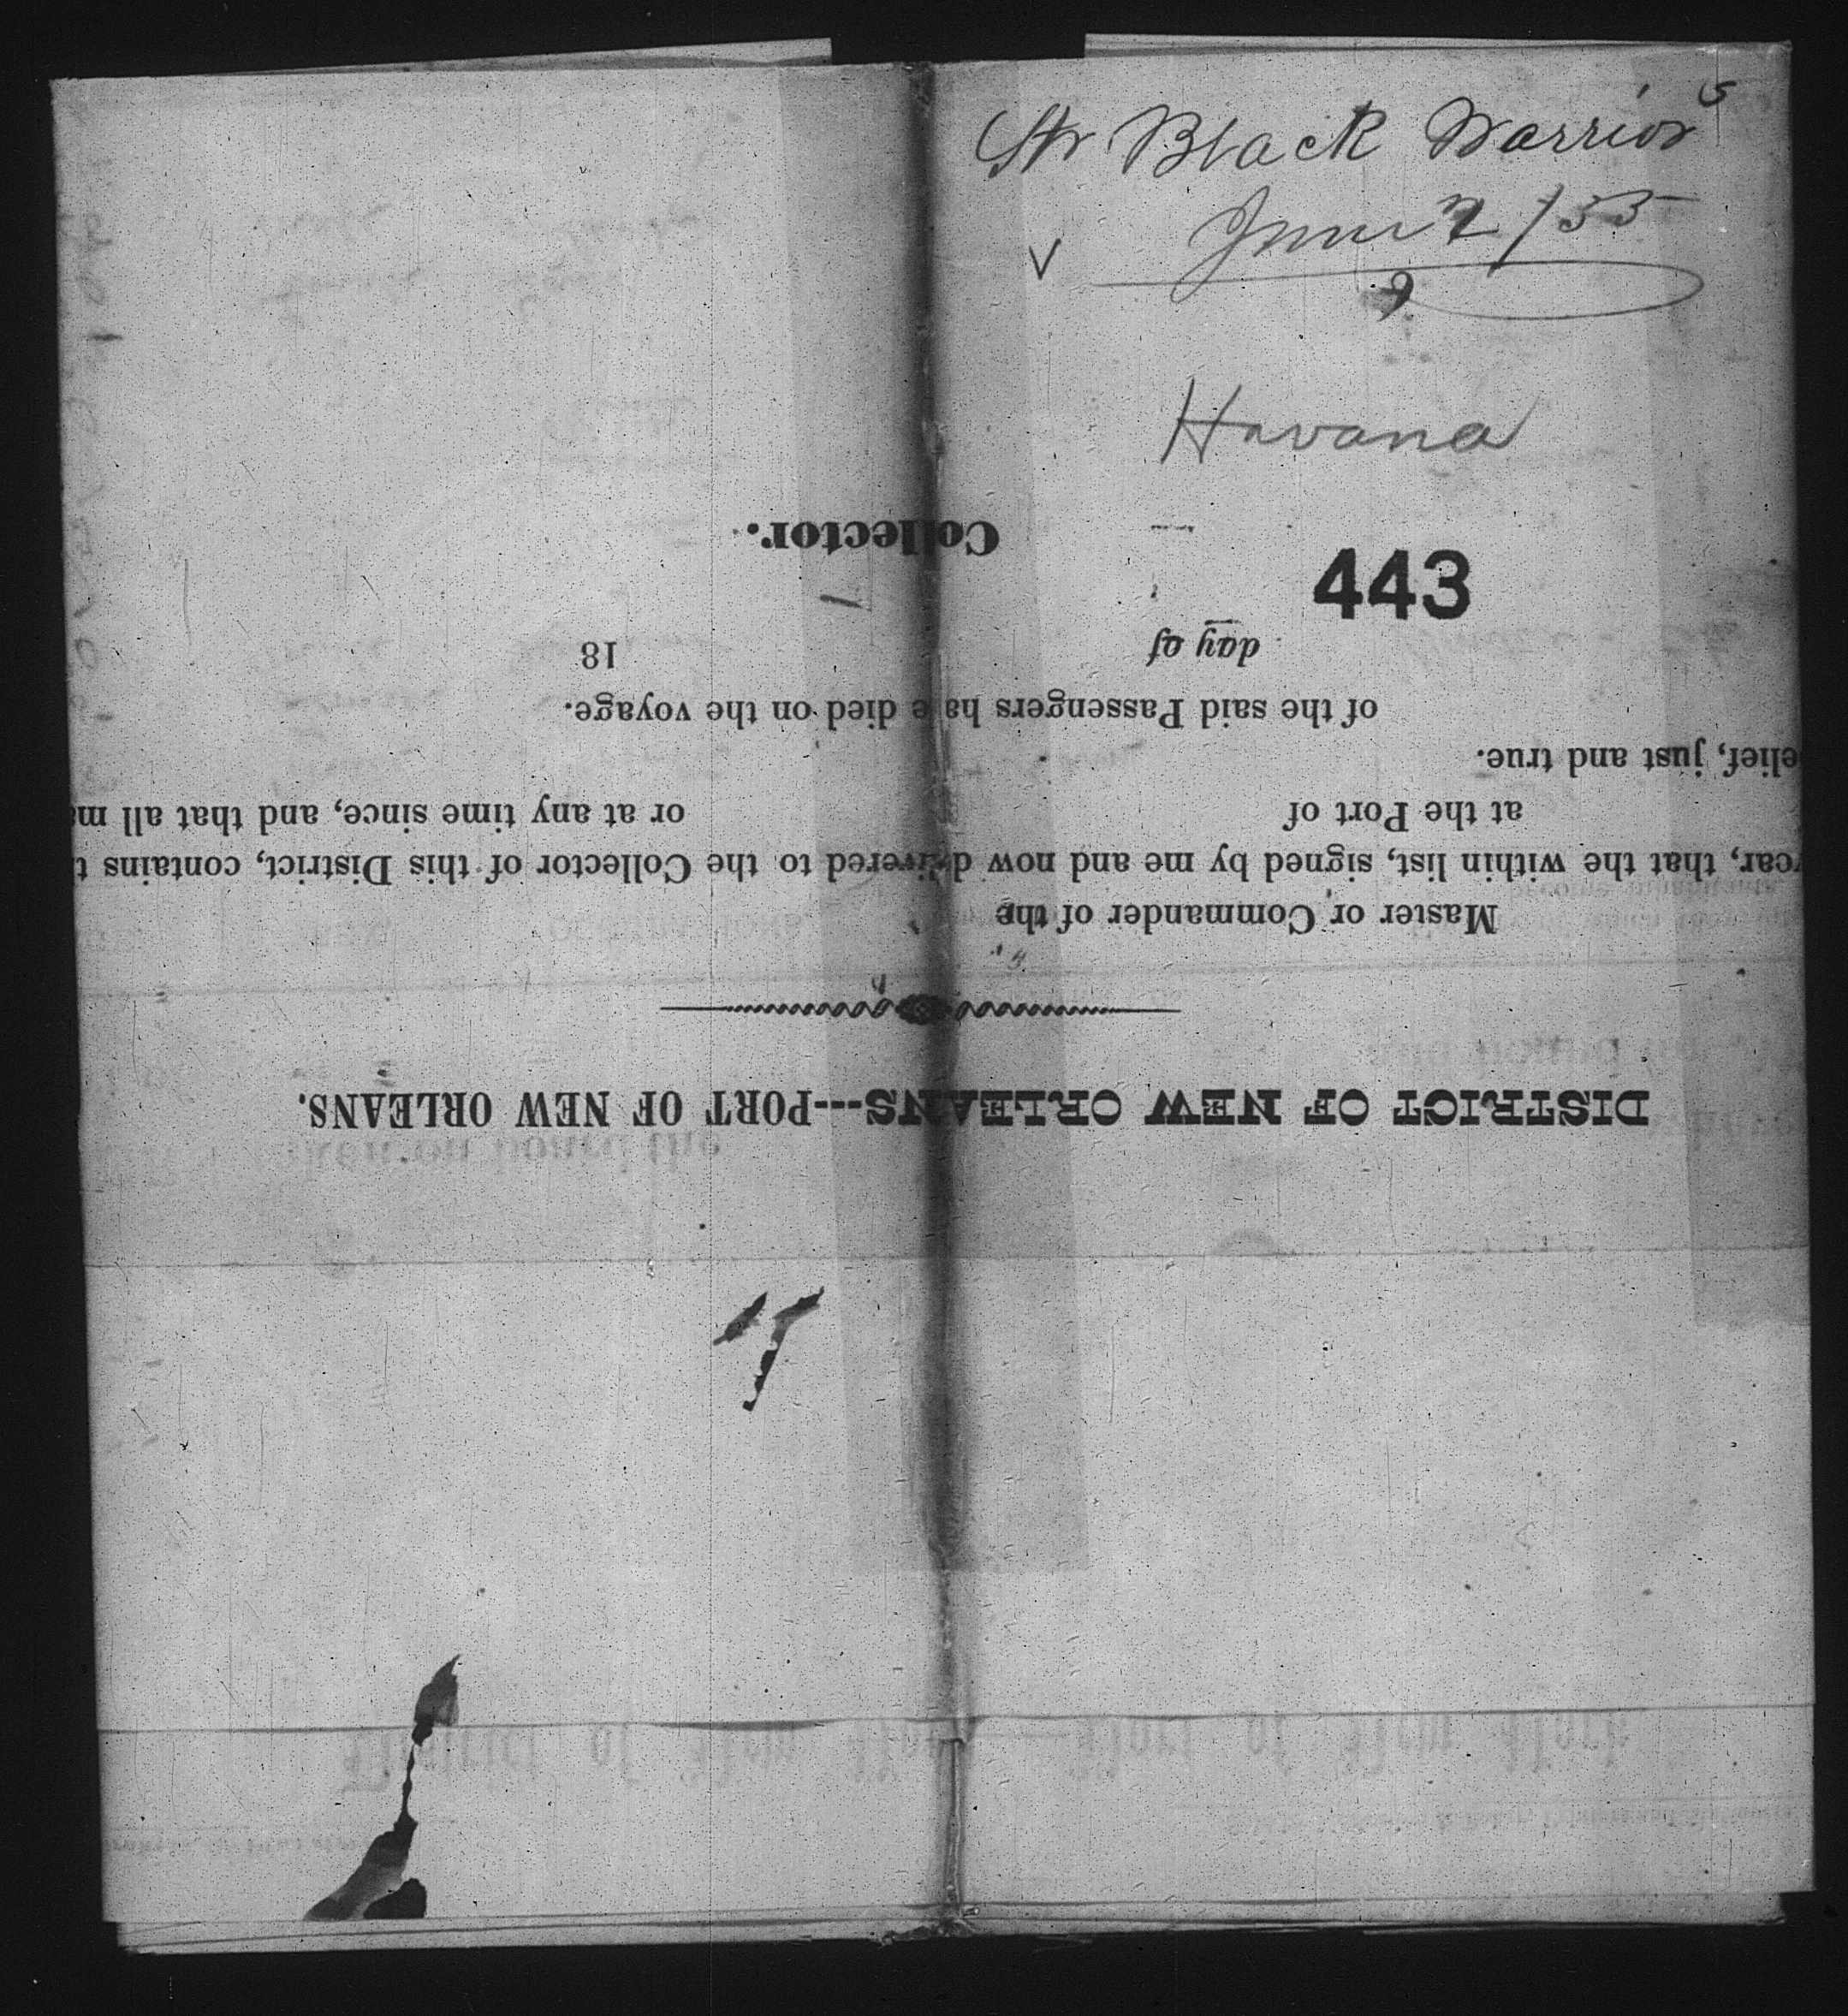 Str Black Warrior
June 2 / 55
9
Havana
443
DISTRICT OF NEW ORLEANS---PORT OF NEW ORLEANS.
Master or Commander of the
that the within list, signed by me and now delivered to the Collector of this District, contains
at the Port of or at any time since, and that all
elief, just and true.
of the said Passengers have died on the voyage.
day of 18
Collector.